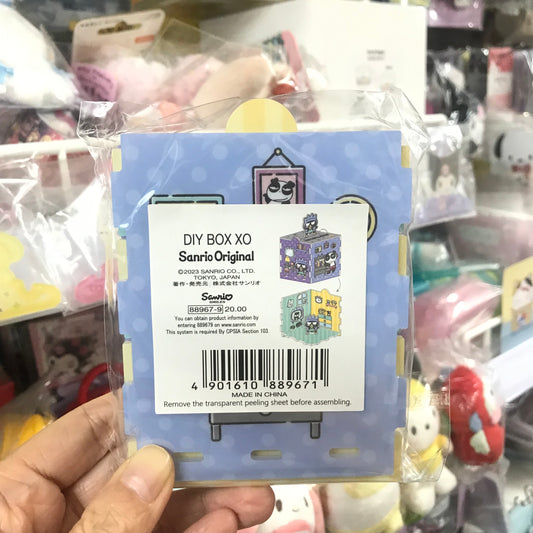 DIY BOX XO
Sanrio Original
©2023 SANRIO CO., LTD.
TOKYO, JAPAN
著作・発売元 株式会社サンリオ
Sanrio
88967-9 20.00
You can obtain product information by
entering 889679 on www.sanrio.com.
This system is required By CPSIA Section 103.
4 901610 889671
MADE IN CHINA
Remove the transparent peeling sheet before assembling.